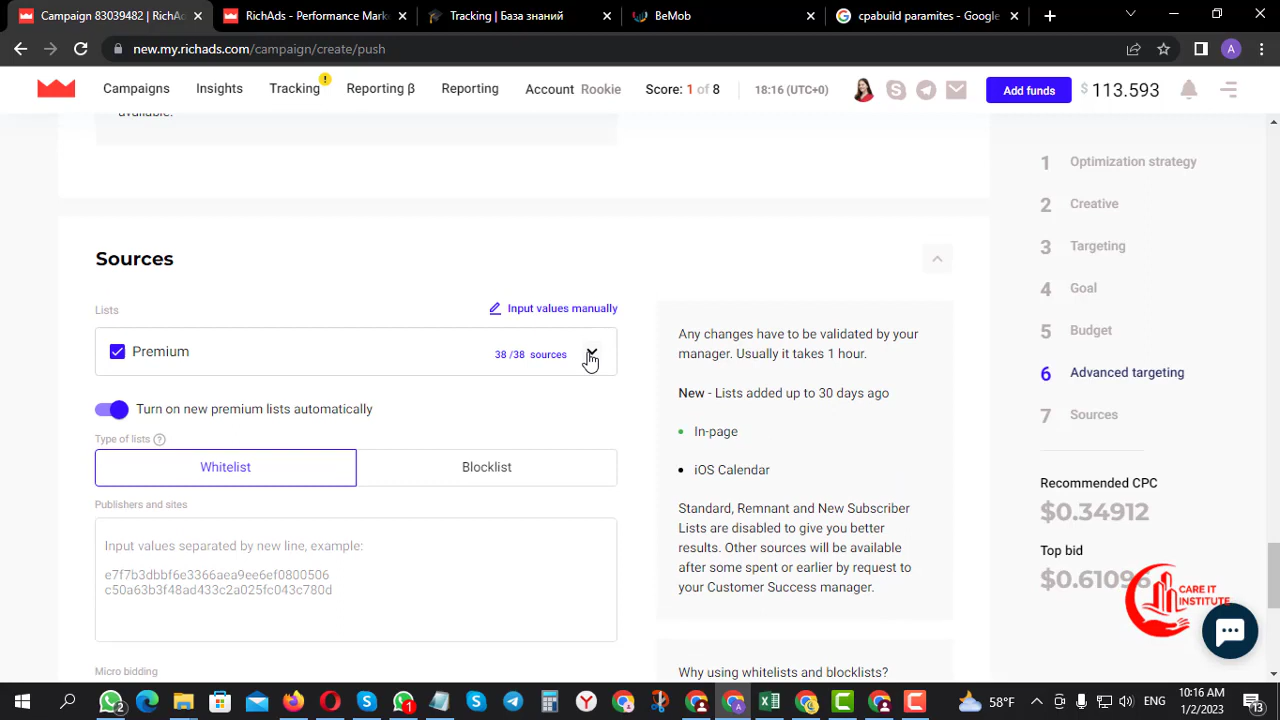 Campaign 83039482 | RichAd
RichAds - Performance Mark
Tracking | База знаний
BeMob
cpabuild paramites - Google
new.my.richads.com/campaign/create/push
A
Campaigns
Insights
Tracking
!
Reporting β
Reporting
Account Rookie
Score: 1 of 8
18:16 (UTC+0)
Add funds
$ 113.593
available.
Sources
Lists
Input values manually
Premium
38 /38 sources
Turn on new premium lists automatically
Type of lists ?
Whitelist
Blocklist
Publishers and sites
Input values separated by new line, example:
e7f7b3dbbf6e3366aea9ee6ef0800506
c50a63b3f48ad433c2a025fc043c780d
Micro bidding
Any changes have to be validated by your
manager. Usually it takes 1 hour.
New - Lists added up to 30 days ago
In-page
iOS Calendar
Standard, Remnant and New Subscriber
Lists are disabled to give you better
results. Other sources will be available
after some spent or earlier by request to
your Customer Success manager.
Why using whitelists and blocklists?
1 Optimization strategy
2 Creative
3 Targeting
4 Goal
5 Budget
6 Advanced targeting
7 Sources
Recommended CPC
$0.34912
Top bid
$0.6109
CARE IT
INSTITUTE
2
1
58°F
ENG
10:16 AM
1/2/2023
13